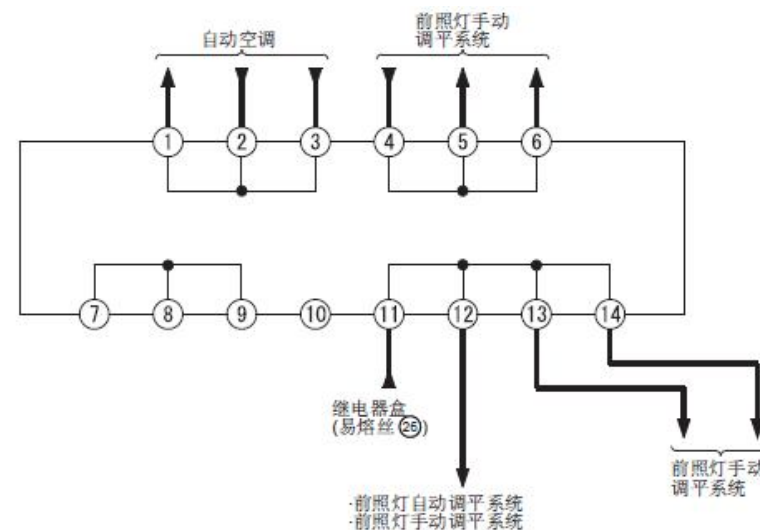 自动空调
前照灯手动
调平系统
1 2 3 4 5 6
7 8 9 10 11 12 13 14
继电器盒
(易熔丝26)
·前照灯自动调平系统
·前照灯手动调平系统
前照灯手动
调平系统